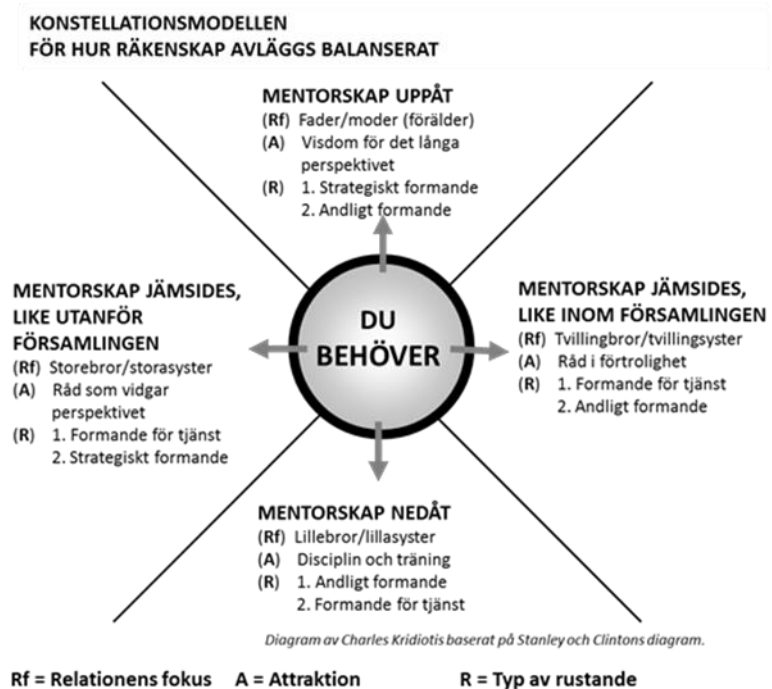 KONSTELLATIONSMODELLEN
FÖR HUR RÄKENSKAP AVLÄGGS BALANSERAT
MENTORSKAP UPPÅT
(Rf) Fader/moder (förälder)
(A) Visdom för det långa
perspektivet
(R) 1. Strategiskt formande
2. Andligt formande
MENTORSKAP JÄMSIDES,
LIKE UTANFÖR
FÖRSAMLINGEN
(Rf) Storebror/storasyster
(A) Råd som vidgar
perspektivet
(R) 1. Formande för tjänst
2. Strategiskt formande
DU
BEHÖVER
MENTORSKAP JÄMSIDES,
LIKE INOM FÖRSAMLINGEN
(Rf) Tvillingbror/tvillingsyster
(A) Råd i förtrolighet
(R) 1. Formande för tjänst
2. Andligt formande
MENTORSKAP NEDÅT
(Rf) Lillebror/lillasyster
(A) Disciplin och träning
(R) 1. Andligt formande
2. Formande för tjänst
Diagram av Charles Kridiotis baserat på Stanley och Clintons diagram.
Rf = Relationens fokus A = Attraktion R = Typ av rustande